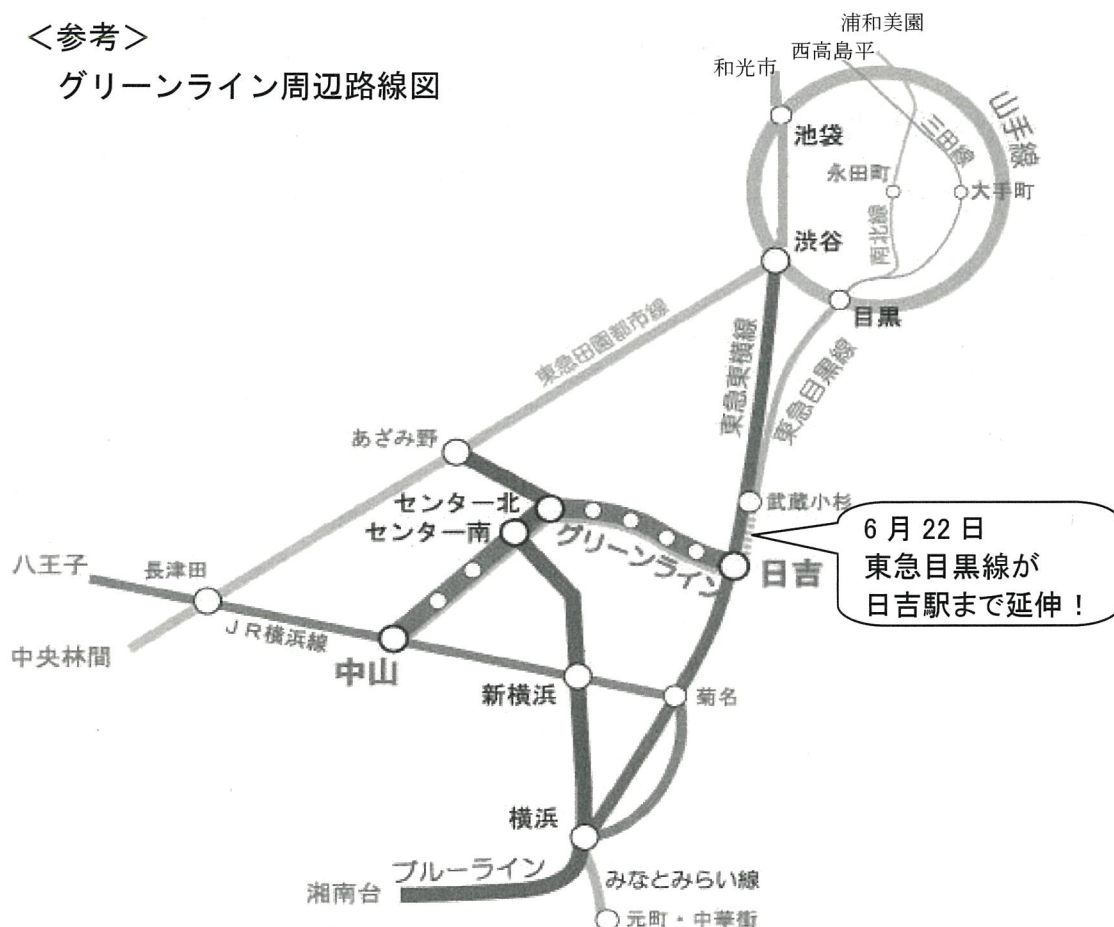 ＜参考＞
グリーンライン周辺路線図
浦和美園
西高島平
和光市
山手線
池袋
三田線
永田町
大手町
南北線
渋谷
目黒
東急田園都市線
東急東横線
東急目黒線
あざみ野
武蔵小杉
センター北
センター南
グリーンライン
日吉
6月22日
東急目黒線が
日吉駅まで延伸！
八王子
長津田
JR横浜線
中央林間
中山
新横浜
菊名
横浜
ブルーライン
湘南台
みなとみらい線
元町・中華街